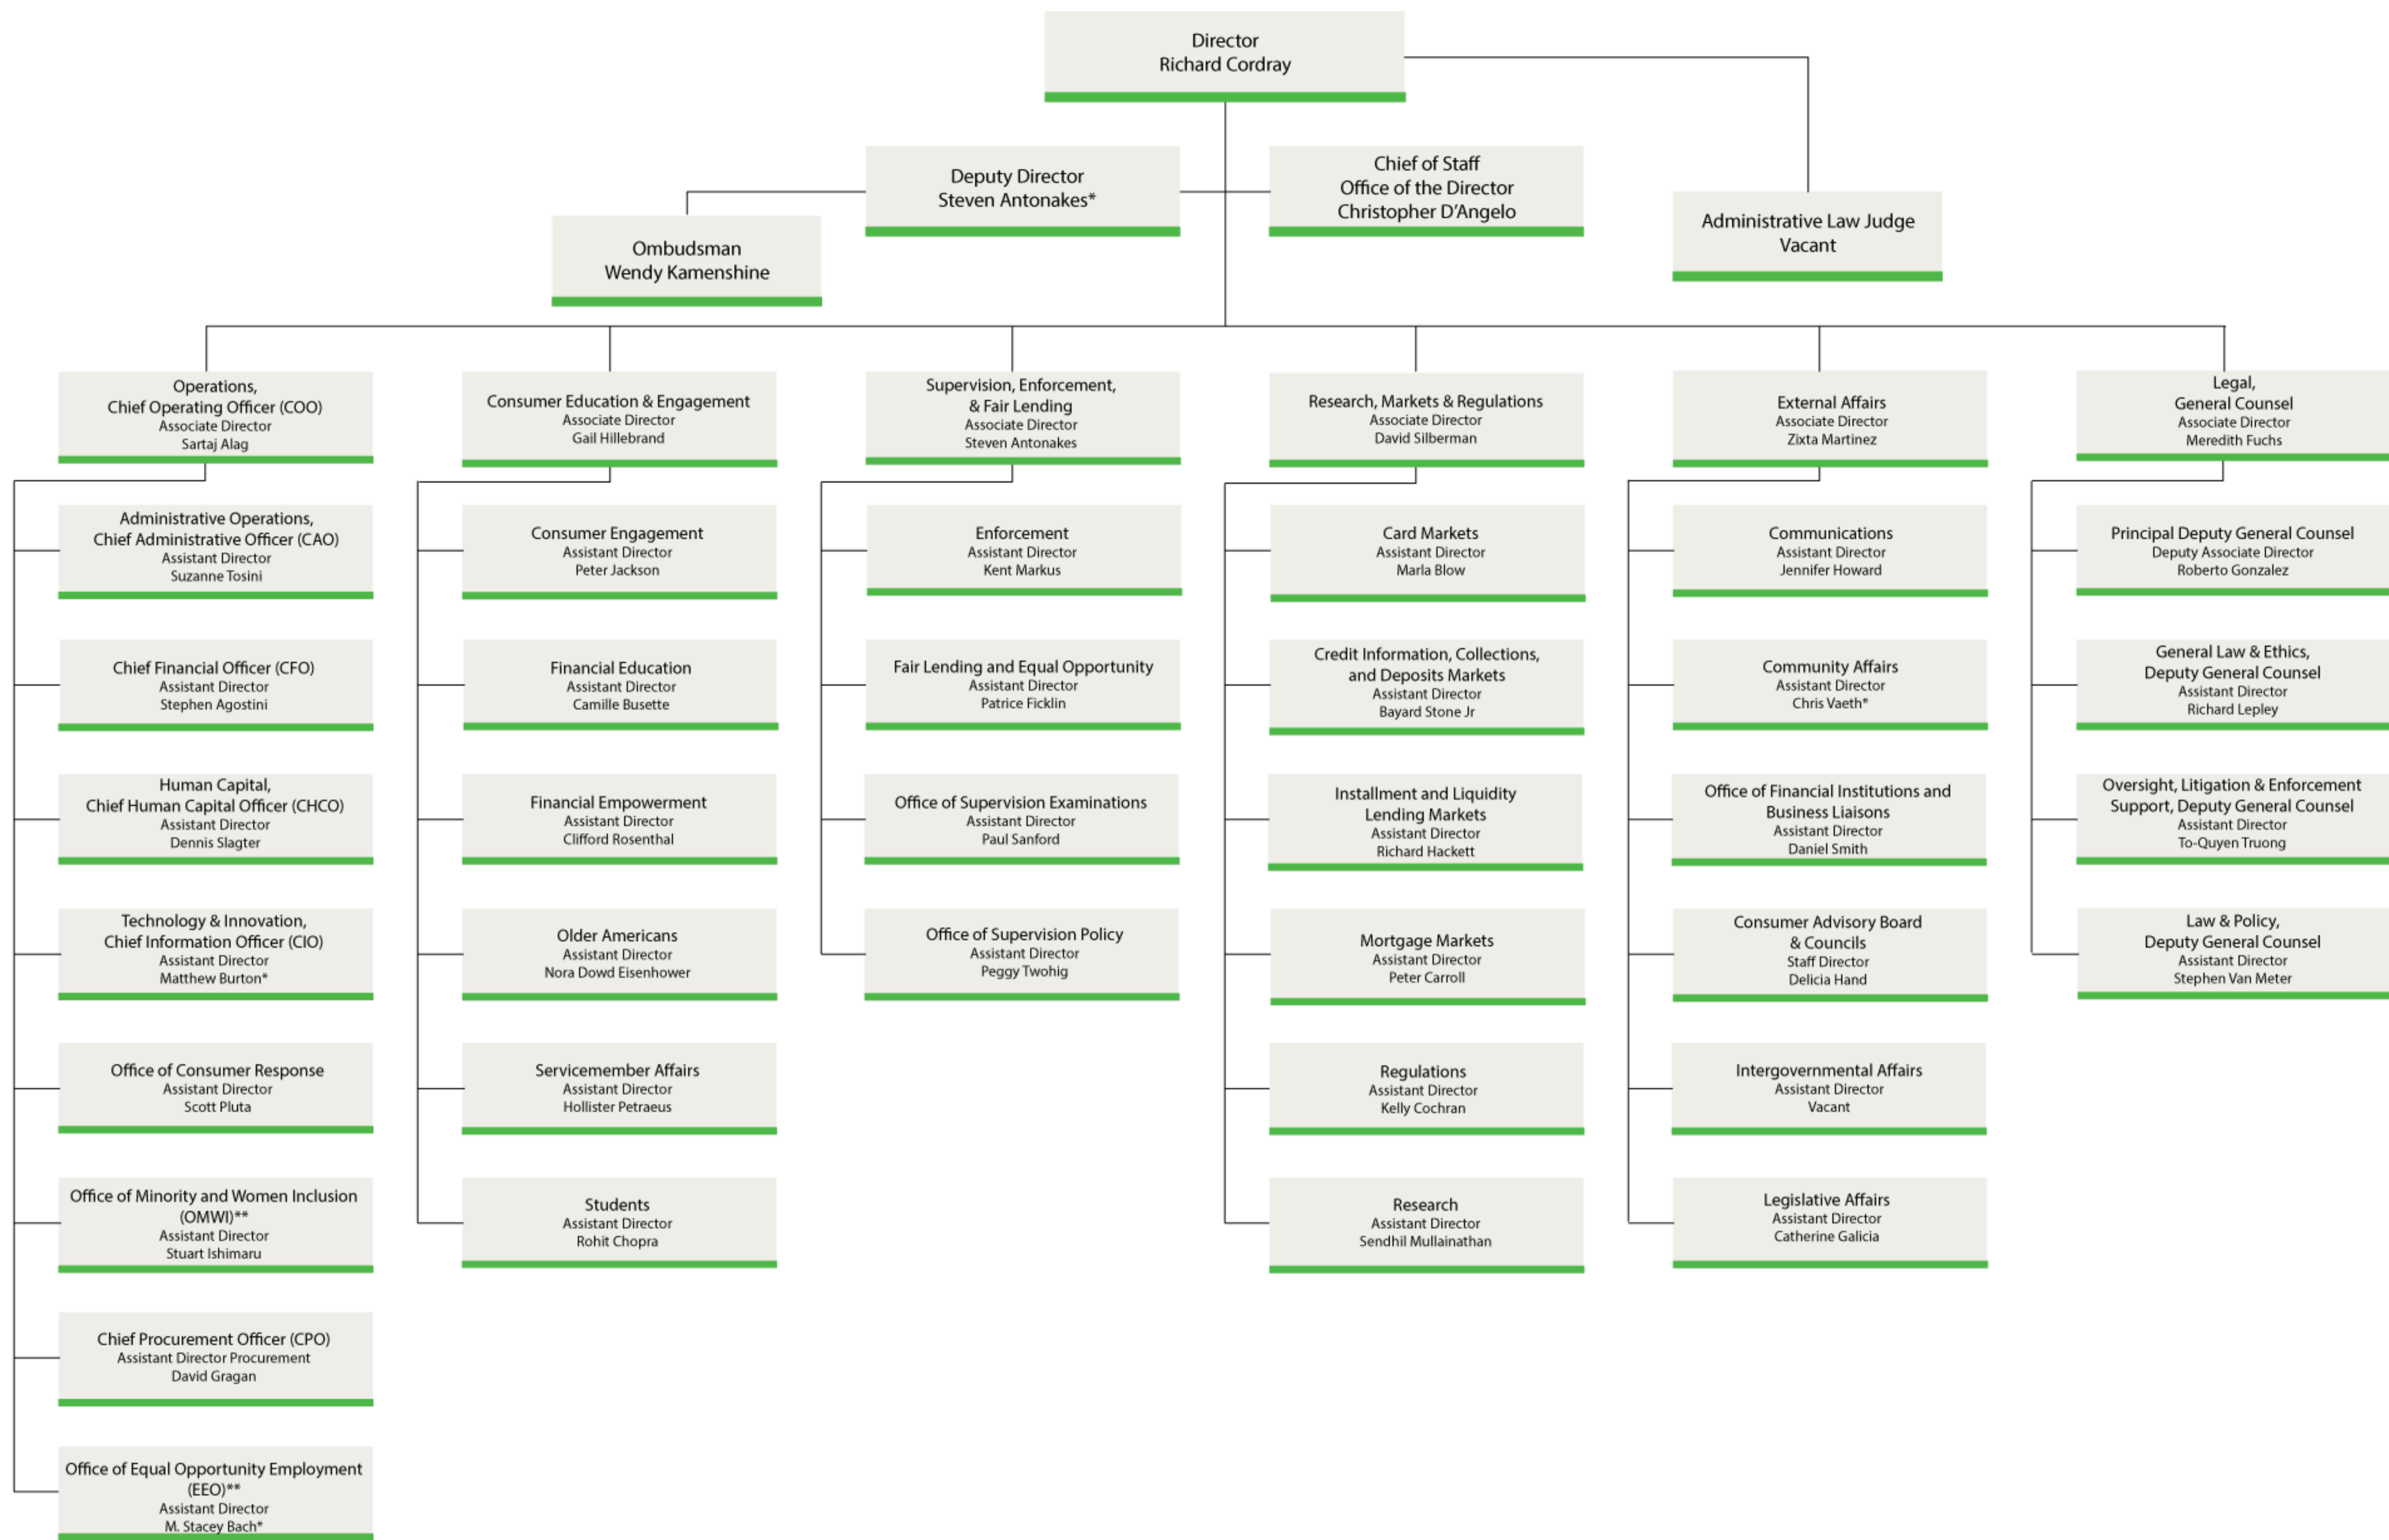 Director
Richard Cordray
Deputy Director
Steven Antonakes*
Chief of Staff
Office of the Director
Christopher D’Angelo
Administrative Law Judge
Vacant
Ombudsman
Wendy Kamenshine
Operations,
Chief Operating Officer (COO)
Associate Director
Sartaj Alag
Administrative Operations,
Chief Administrative Officer (CAO)
Assistant Director
Suzanne Tosini
Chief Financial Officer (CFO)
Assistant Director
Stephen Agostini
Human Capital,
Chief Human Capital Officer (CHCO)
Assistant Director
Dennis Slagter
Technology & Innovation,
Chief Information Officer (CIO)
Assistant Director
Matthew Burton*
Office of Consumer Response
Assistant Director
Scott Pluta
Office of Minority and Women Inclusion
(OMWI)**
Assistant Director
Stuart Ishimaru
Chief Procurement Officer (CPO)
Assistant Director Procurement
David Gragan
Office of Equal Opportunity Employment
(EEO)**
Assistant Director
M. Stacey Bach*
Consumer Education & Engagement
Associate Director
Gail Hillebrand
Consumer Engagement
Assistant Director
Peter Jackson
Financial Education
Assistant Director
Camille Busette
Financial Empowerment
Assistant Director
Clifford Rosenthal
Older Americans
Assistant Director
Nora Dowd Eisenhower
Servicemember Affairs
Assistant Director
Hollister Petraeus
Students
Assistant Director
Rohit Chopra
Supervision, Enforcement,
& Fair Lending
Associate Director
Steven Antonakes
Enforcement
Assistant Director
Kent Markus
Fair Lending and Equal Opportunity
Assistant Director
Patrice Ficklin
Office of Supervision Examinations
Assistant Director
Paul Sanford
Office of Supervision Policy
Assistant Director
Peggy Twohig
Research, Markets & Regulations
Associate Director
David Silberman
Card Markets
Assistant Director
Marla Blow
Credit Information, Collections,
and Deposits Markets
Assistant Director
Bayard Stone Jr
Installment and Liquidity
Lending Markets
Assistant Director
Richard Hackett
Mortgage Markets
Assistant Director
Peter Carroll
Regulations
Assistant Director
Kelly Cochran
Research
Assistant Director
Sendhil Mullainathan
External Affairs
Associate Director
Zixta Martinez
Communications
Assistant Director
Jennifer Howard
Community Affairs
Assistant Director
Chris Vaeth*
Office of Financial Institutions and
Business Liaisons
Assistant Director
Daniel Smith
Consumer Advisory Board
& Councils
Staff Director
Delicia Hand
Intergovernmental Affairs
Assistant Director
Vacant
Legislative Affairs
Assistant Director
Catherine Galicia
Legal,
General Counsel
Associate Director
Meredith Fuchs
Principal Deputy General Counsel
Deputy Associate Director
Roberto Gonzalez
General Law & Ethics,
Deputy General Counsel
Assistant Director
Richard Lepley
Oversight, Litigation & Enforcement
Support, Deputy General Counsel
Assistant Director
To-Quyen Truong
Law & Policy,
Deputy General Counsel
Assistant Director
Stephen Van Meter